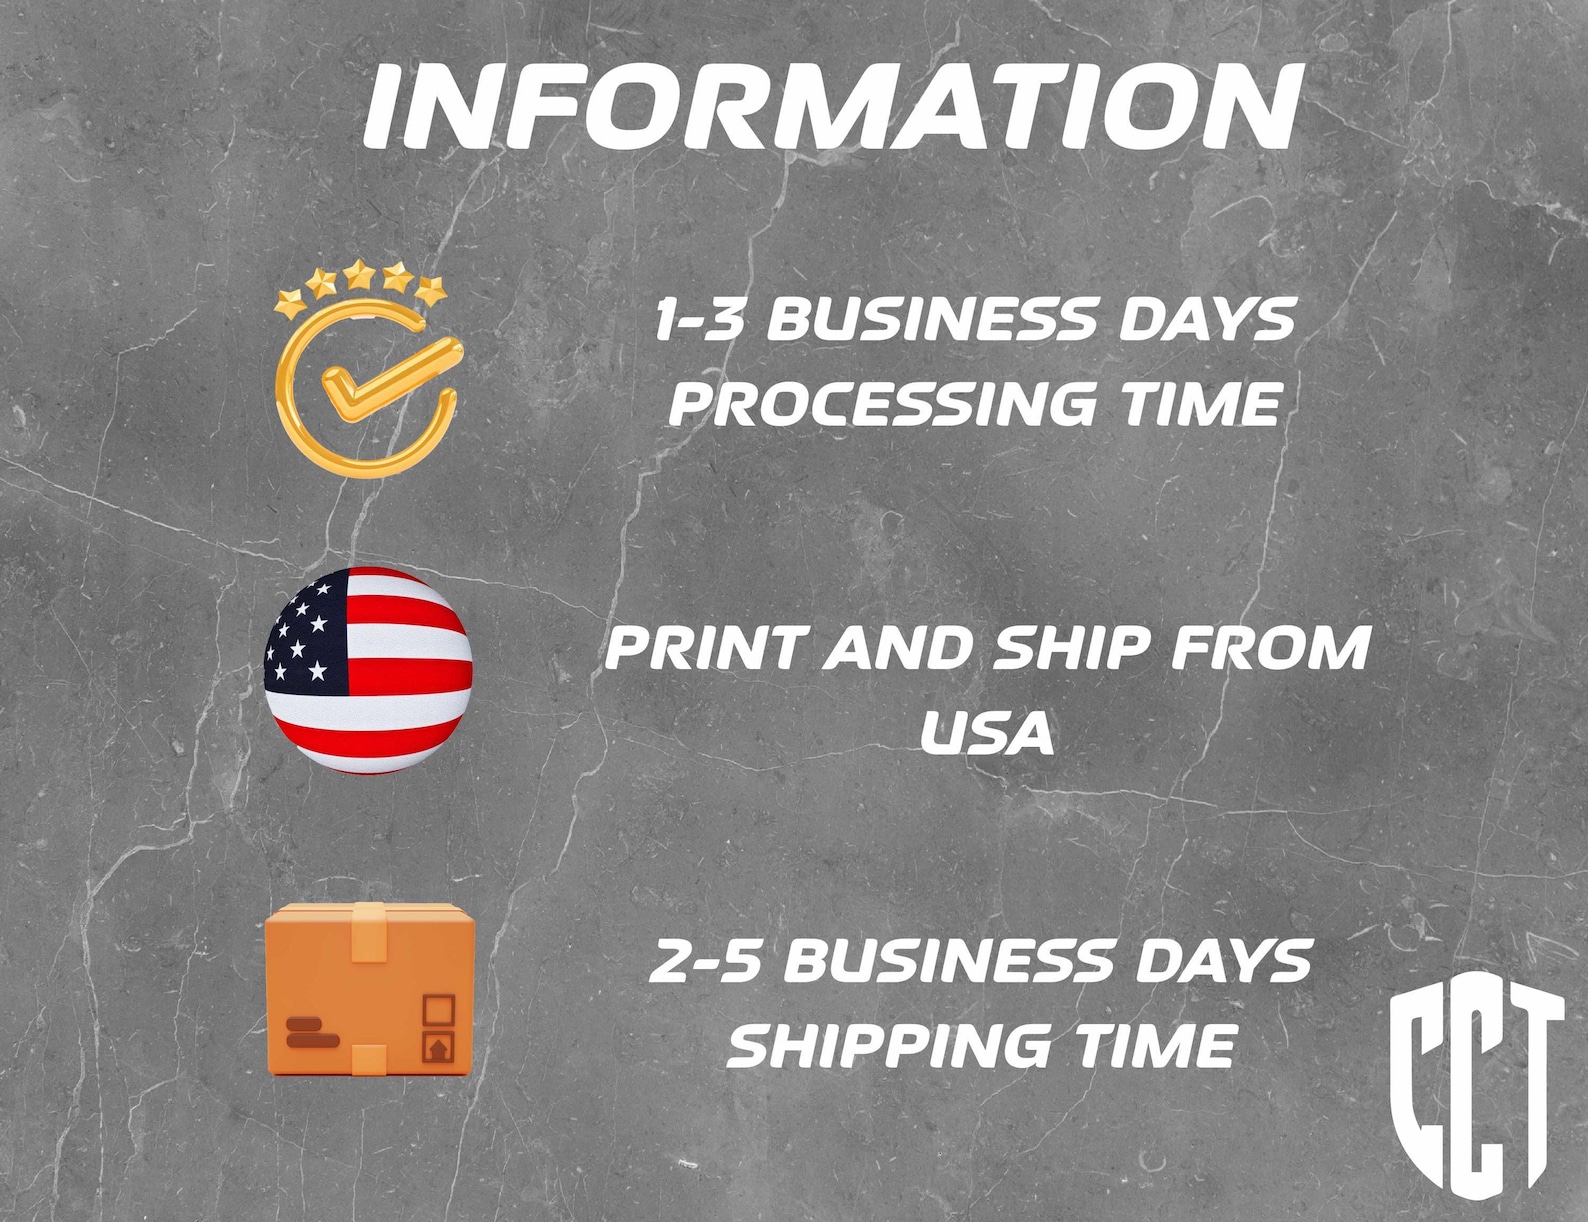 INFORMATION
1-3 BUSINESS DAYS
PROCESSING TIME
PRINT AND SHIP FROM
USA
2-5 BUSINESS DAYS
SHIPPING TIME
CCT